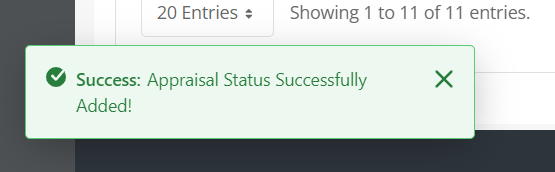 20 Entries Showing 1 to 11 of 11 entries.
Success: Appraisal Status Successfully
Added!